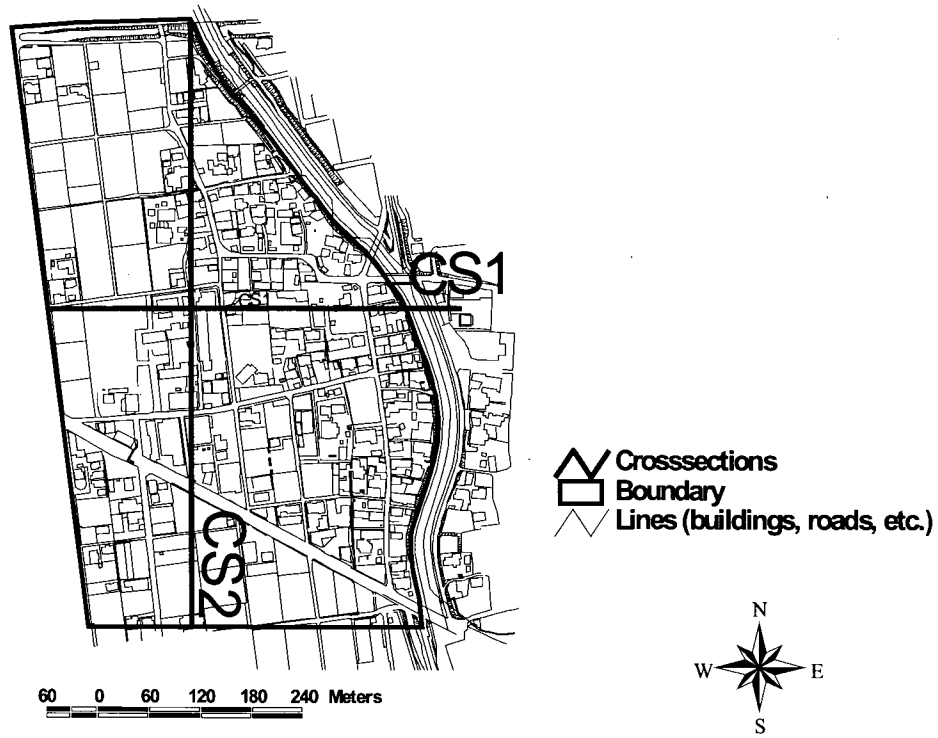 CS1
CS1
CS2
Crosssections
Boundary
Lines (buildings, roads, etc.)
N
W E
S
60 0 60 120 180 240 Meters